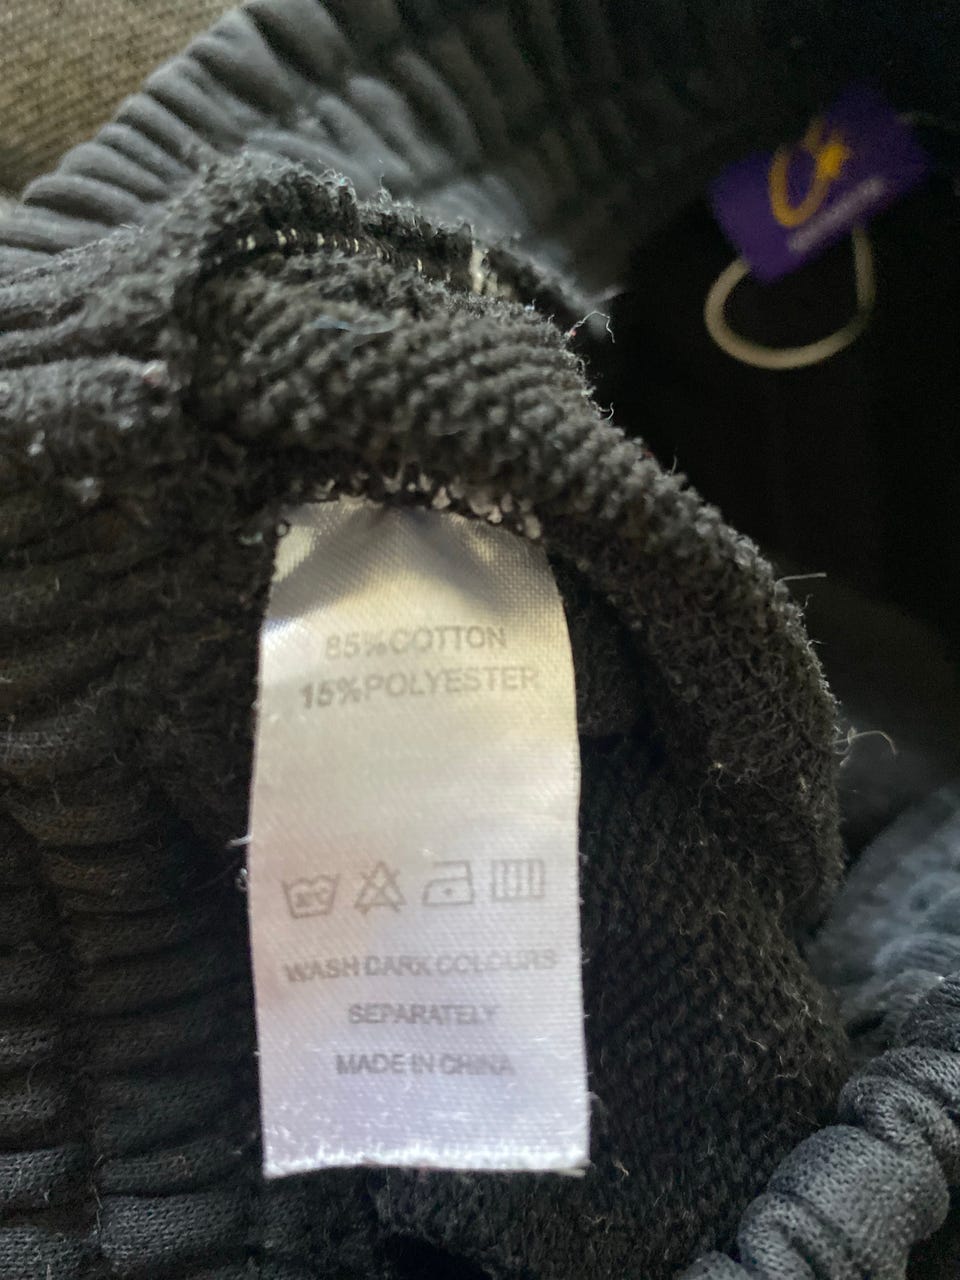 85%COTTON
15%POLYESTER
WASH DARK COLOURS
SEPARATELY
MADE IN CHINA